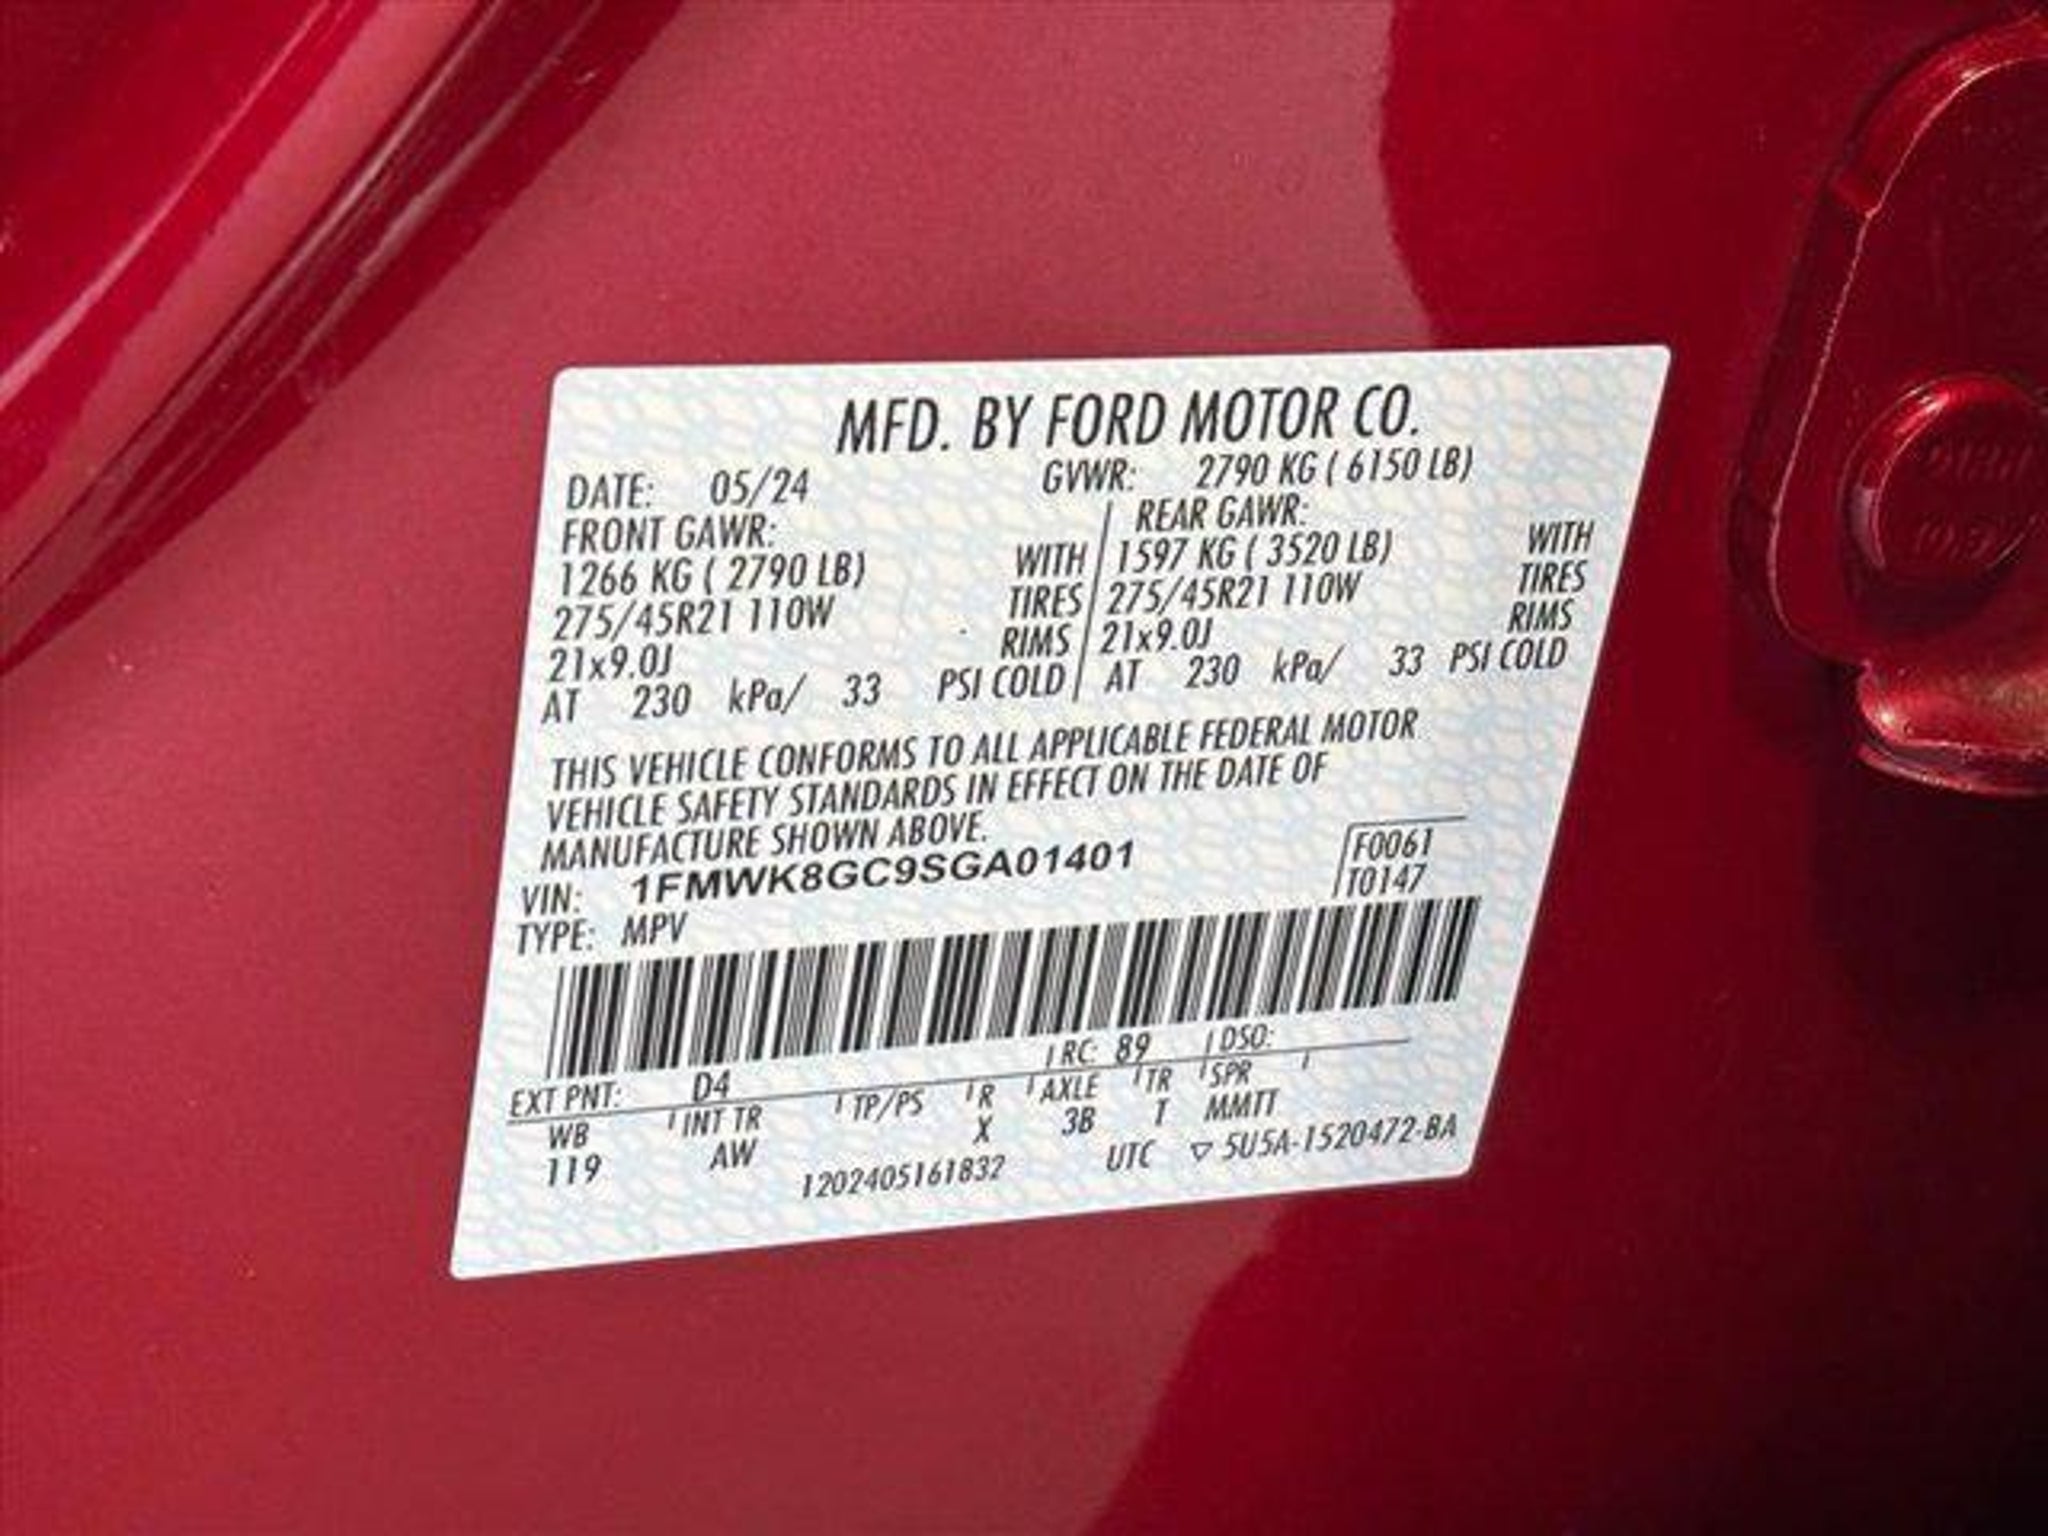 MFD. BY FORD MOTOR CO.
DATE: 05/24 GVWR: 2790 KG ( 6150 LB)
FRONT GAWR: REAR GAWR:
1266 KG ( 2790 LB) WITH 1597 KG ( 3520 LB) WITH
275/45R21 110W TIRES 275/45R21 110W TIRES
21x9.0J RIMS 21x9.0J RIMS
AT 230 kPa/ 33 PSI COLD AT 230 kPa/ 33 PSI COLD
THIS VEHICLE CONFORMS TO ALL APPLICABLE FEDERAL MOTOR
VEHICLE SAFETY STANDARDS IN EFFECT ON THE DATE OF
MANUFACTURE SHOWN ABOVE.
VIN: 1FMWK8GC9SGA01401 F0061
TYPE: MPV T0147
EXT PNT: D4 RC: 89 DSO:
WB INT TR TP/PS R AXLE TR SPR
119 AW X 3B T MMTT
1202405161832 UTC ▽ 5U5A-1520472-BA